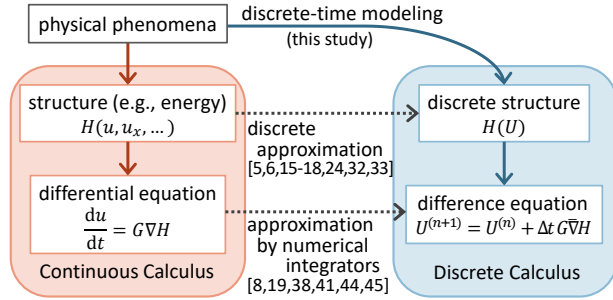 physical phenomena
discrete-time modeling
(this study)
structure (e.g., energy)
H(u, u_x, …)
discrete structure
H(U)
discrete
approximation
[5,6,15-18,24,32,33]
differential equation
du/dt = G∇H
difference equation
U^(n+1) = U^(n) + ΔtG∇̅H
approximation
by numerical
integrators
[8,19,38,41,44,45]
Continuous Calculus
Discrete Calculus